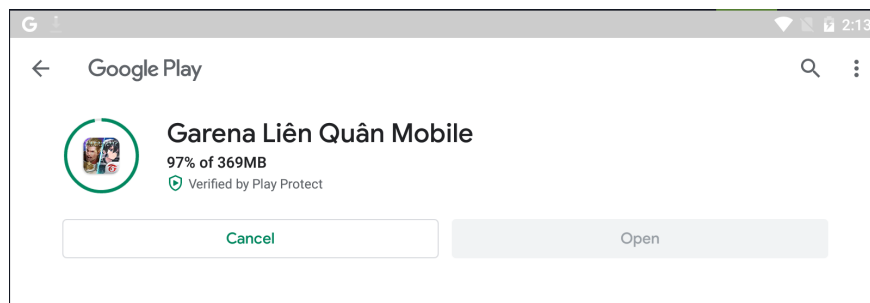 G 2:13
Google Play
Garena Liên Quân Mobile
97% of 369MB
Verified by Play Protect
Cancel Open